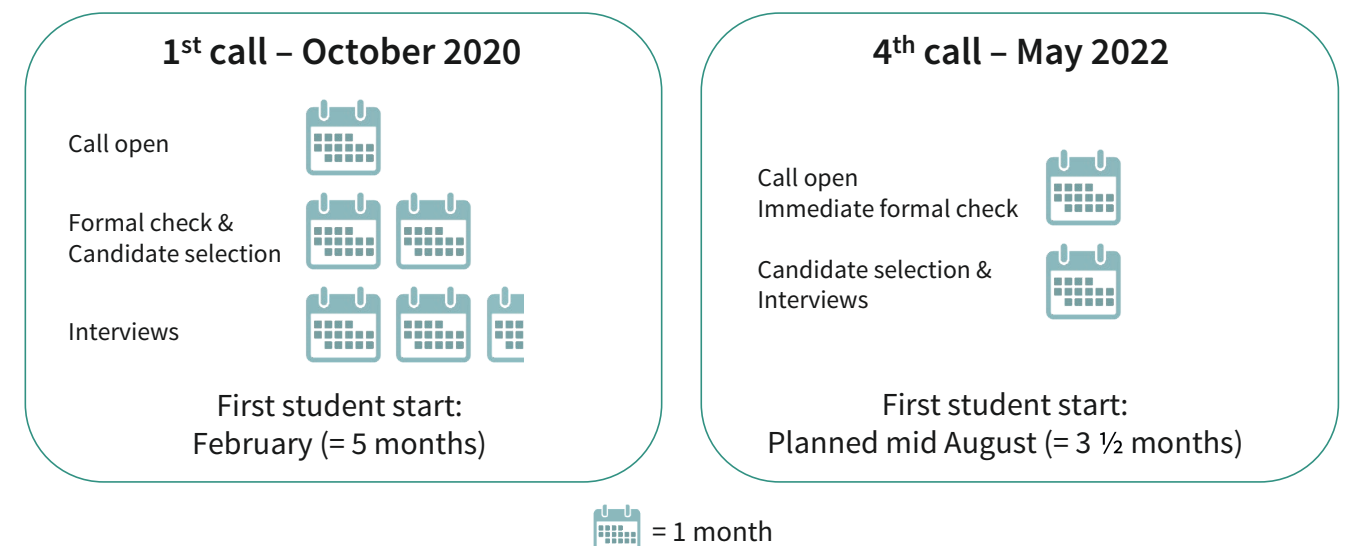 1st call – October 2020
Call open
Formal check &
Candidate selection
Interviews
First student start:
February (= 5 months)
4th call – May 2022
Call open
Immediate formal check
Candidate selection &
Interviews
First student start:
Planned mid August (= 3 ½ months)
= 1 month